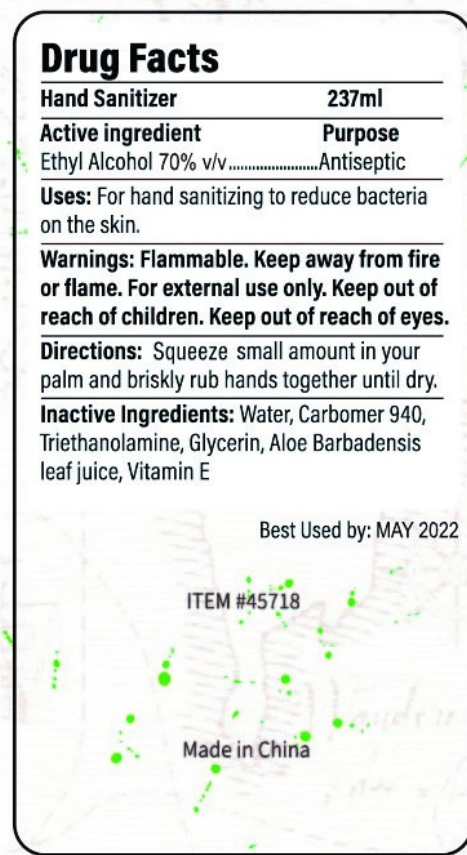 Drug Facts
Hand Sanitizer 237ml
Active ingredient Purpose
Ethyl Alcohol 70% v/v......................Antiseptic
Uses: For hand sanitizing to reduce bacteria
on the skin.
Warnings: Flammable. Keep away from fire
or flame. For external use only. Keep out of
reach of children. Keep out of reach of eyes.
Directions: Squeeze small amount in your
palm and briskly rub hands together until dry.
Inactive Ingredients: Water, Carbomer 940,
Triethanolamine, Glycerin, Aloe Barbadensis
leaf juice, Vitamin E
Best Used by: MAY 2022
ITEM #45718
Made in China